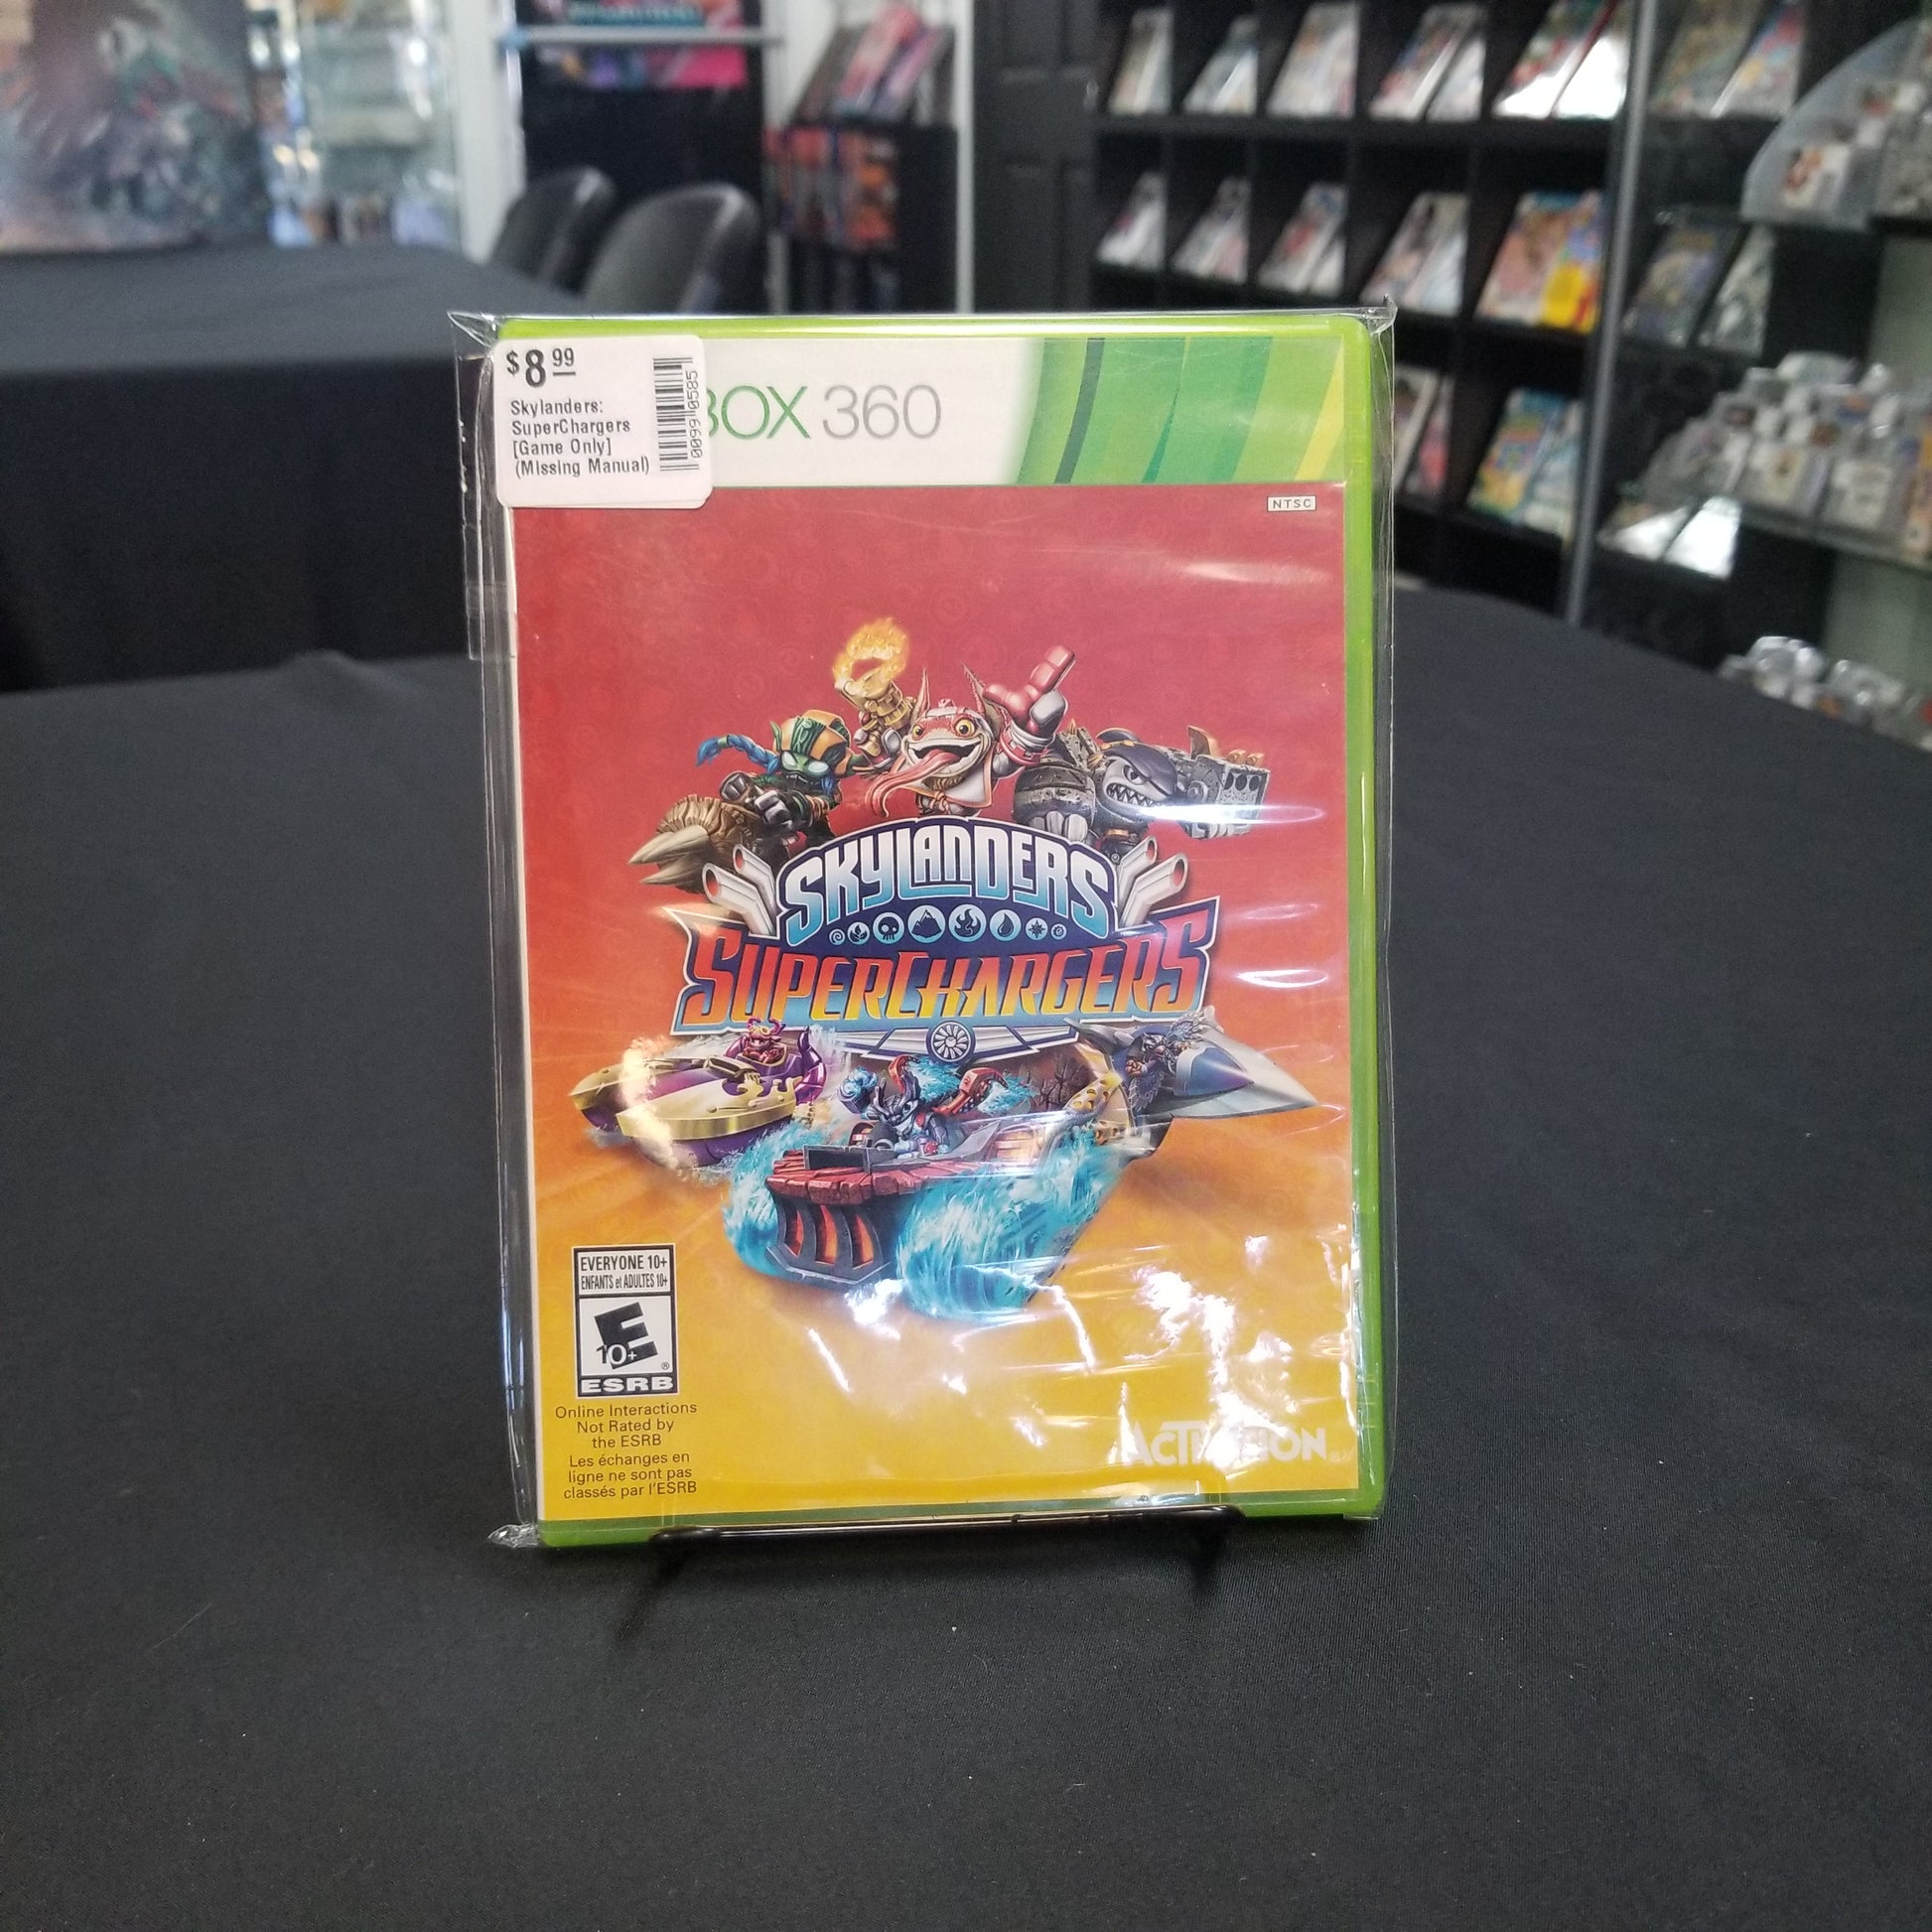 $8 99
Skylanders:
SuperChargers
[Game Only]
(Missing Manual)
0099 0585
BOX 360
NTSC
SKYLANDERS
SUPERCHARGERS
EVERYONE 10+
ENFANTS et ADULTES 10+
E
10+
ESRB
Online Interactions
Not Rated by
the ESRB
Les échanges en
ligne ne sont pas
classés par l'ESRB